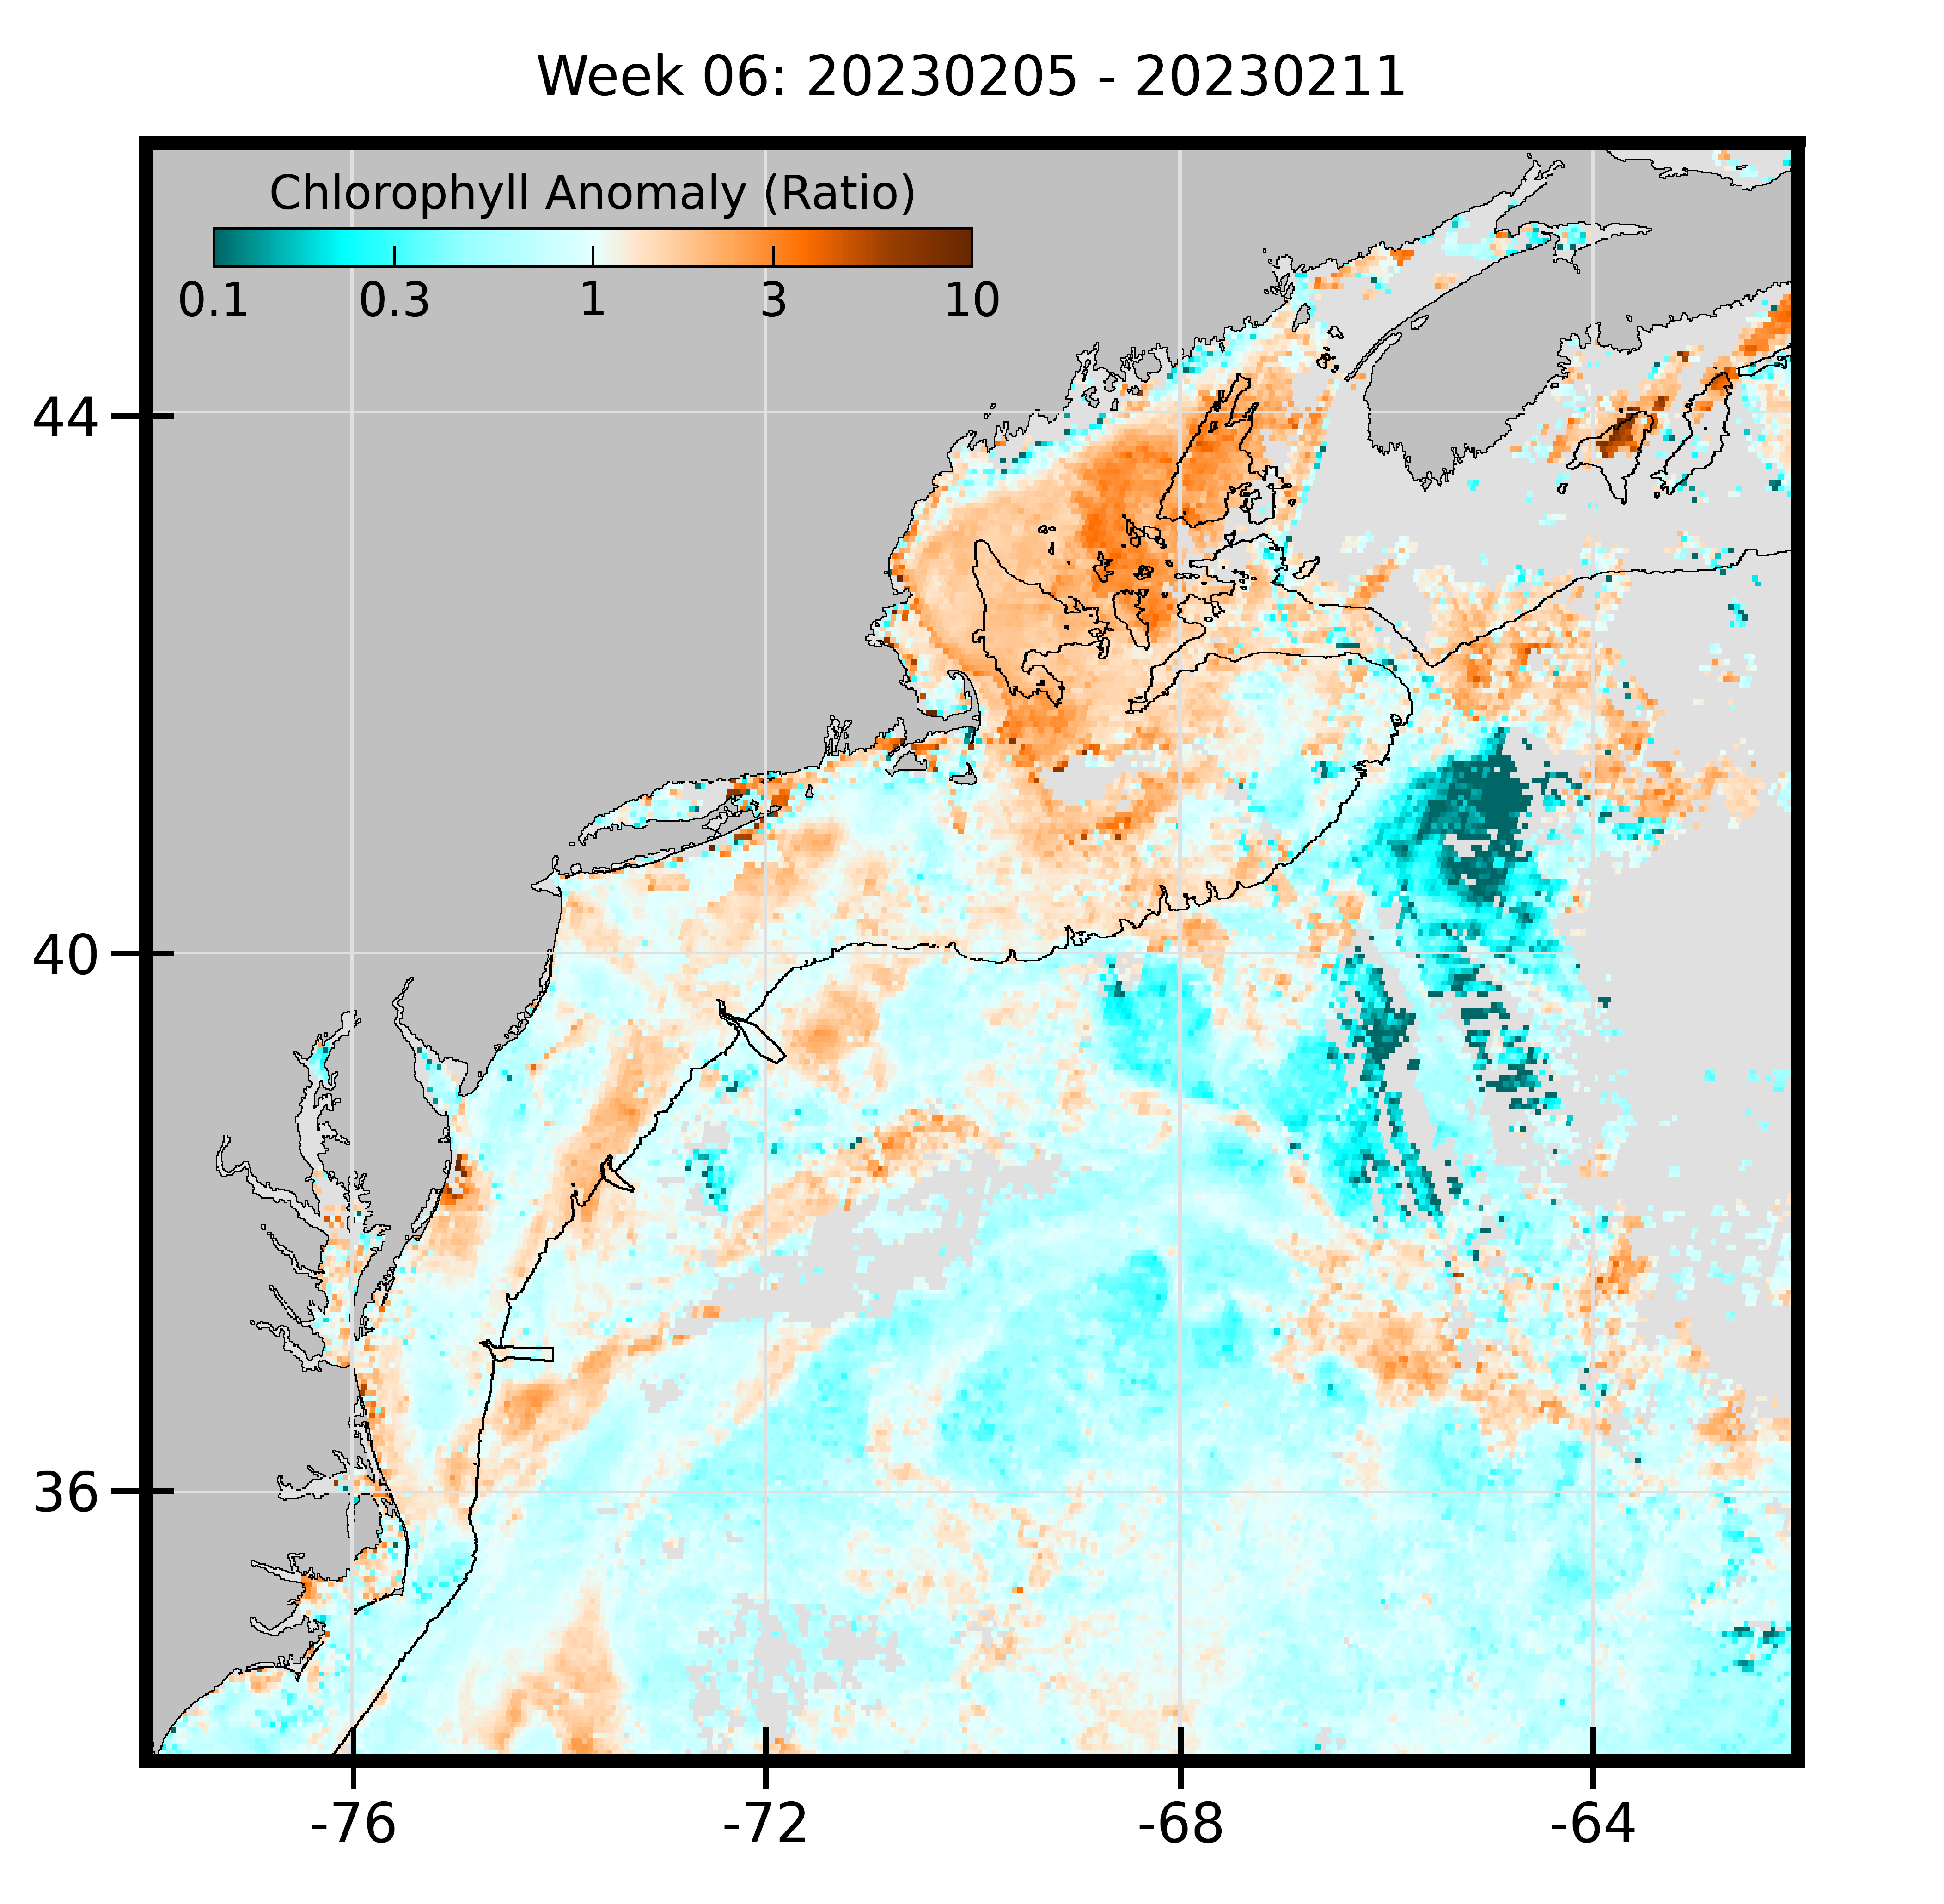 Week 06: 20230205 - 20230211
Chlorophyll Anomaly (Ratio)
0.1 0.3 1 3 10
44
40
36
-76 -72 -68 -64